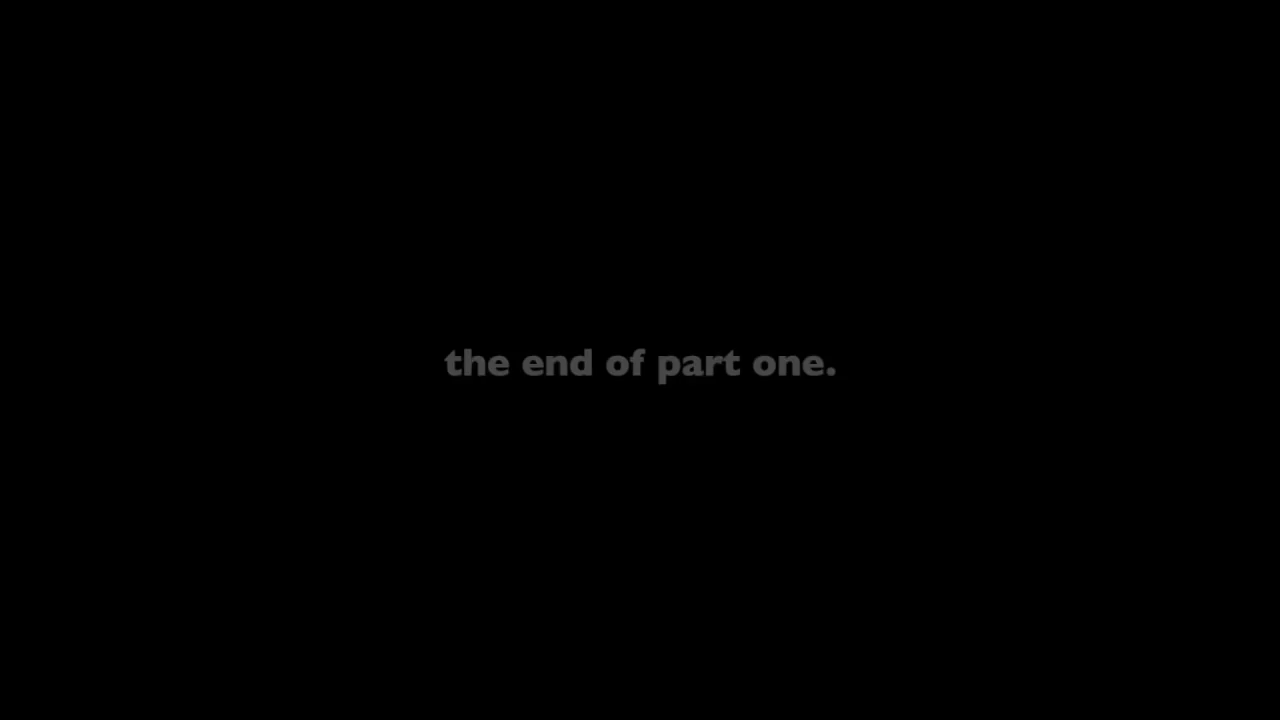 the end of part one.